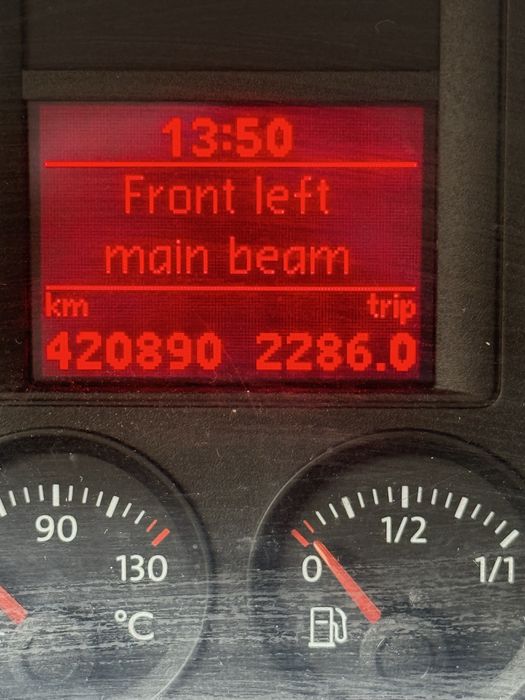 13:50
Front left
main beam
km trip
420890 2286.0
90 1/2
130 0 1/1
°C